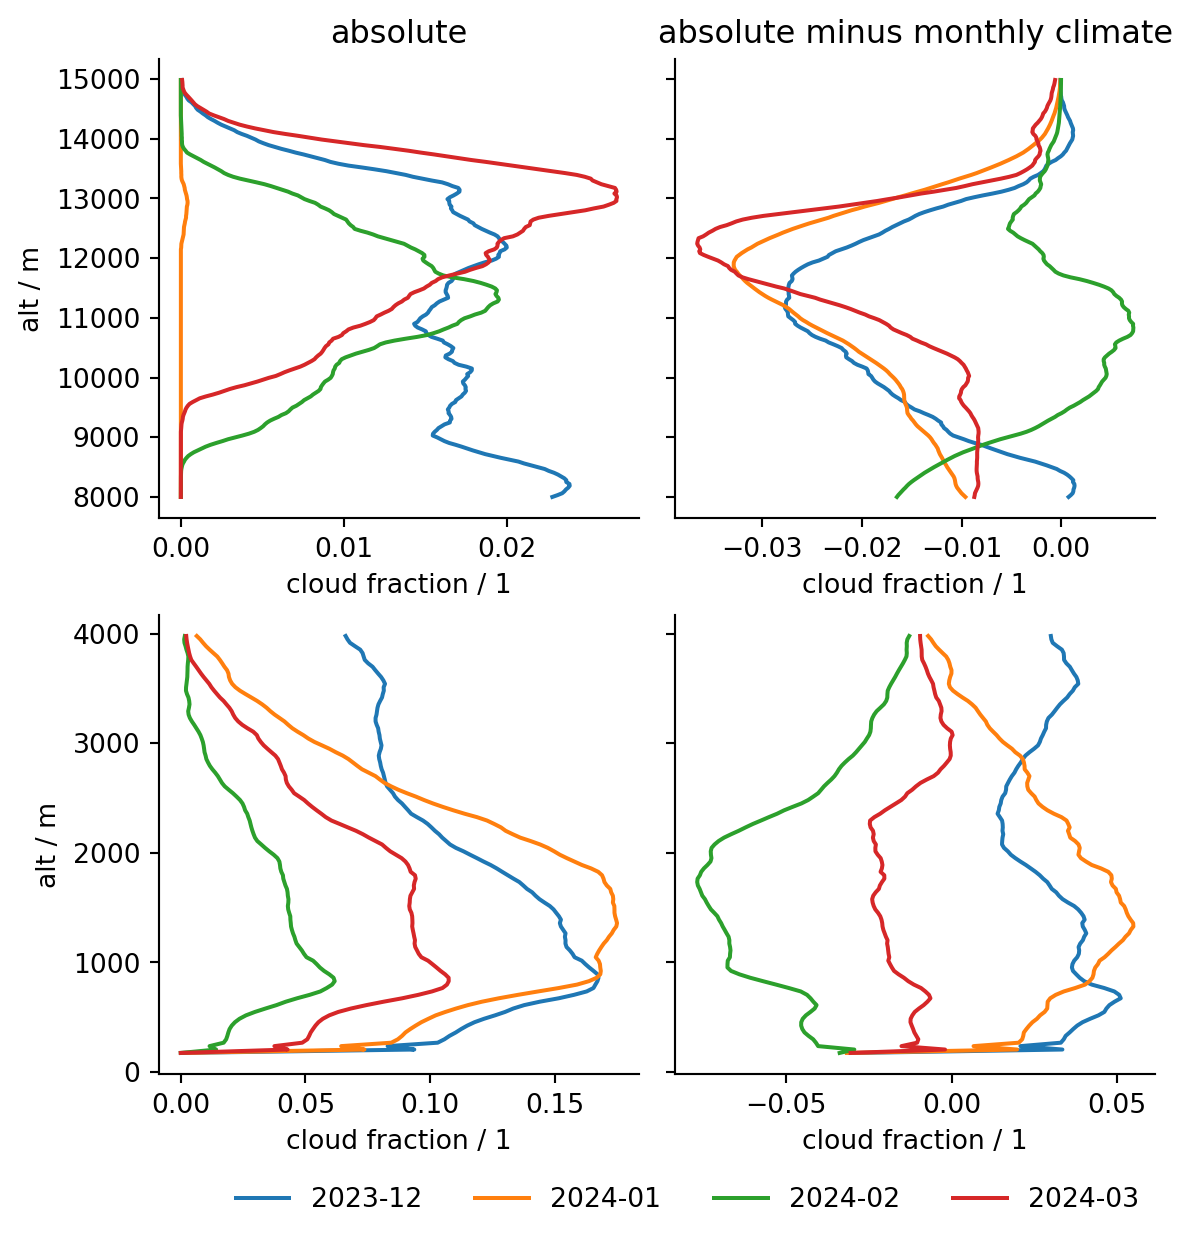 absolute
absolute minus monthly climate
15000
14000
13000
12000
11000
10000
9000
8000
alt / m
0.00 0.01 0.02
−0.03 −0.02 −0.01 0.00
cloud fraction / 1
cloud fraction / 1
4000
3000
2000
1000
0
alt / m
0.00 0.05 0.10 0.15
−0.05 0.00 0.05
cloud fraction / 1
cloud fraction / 1
2023-12 2024-01 2024-02 2024-03